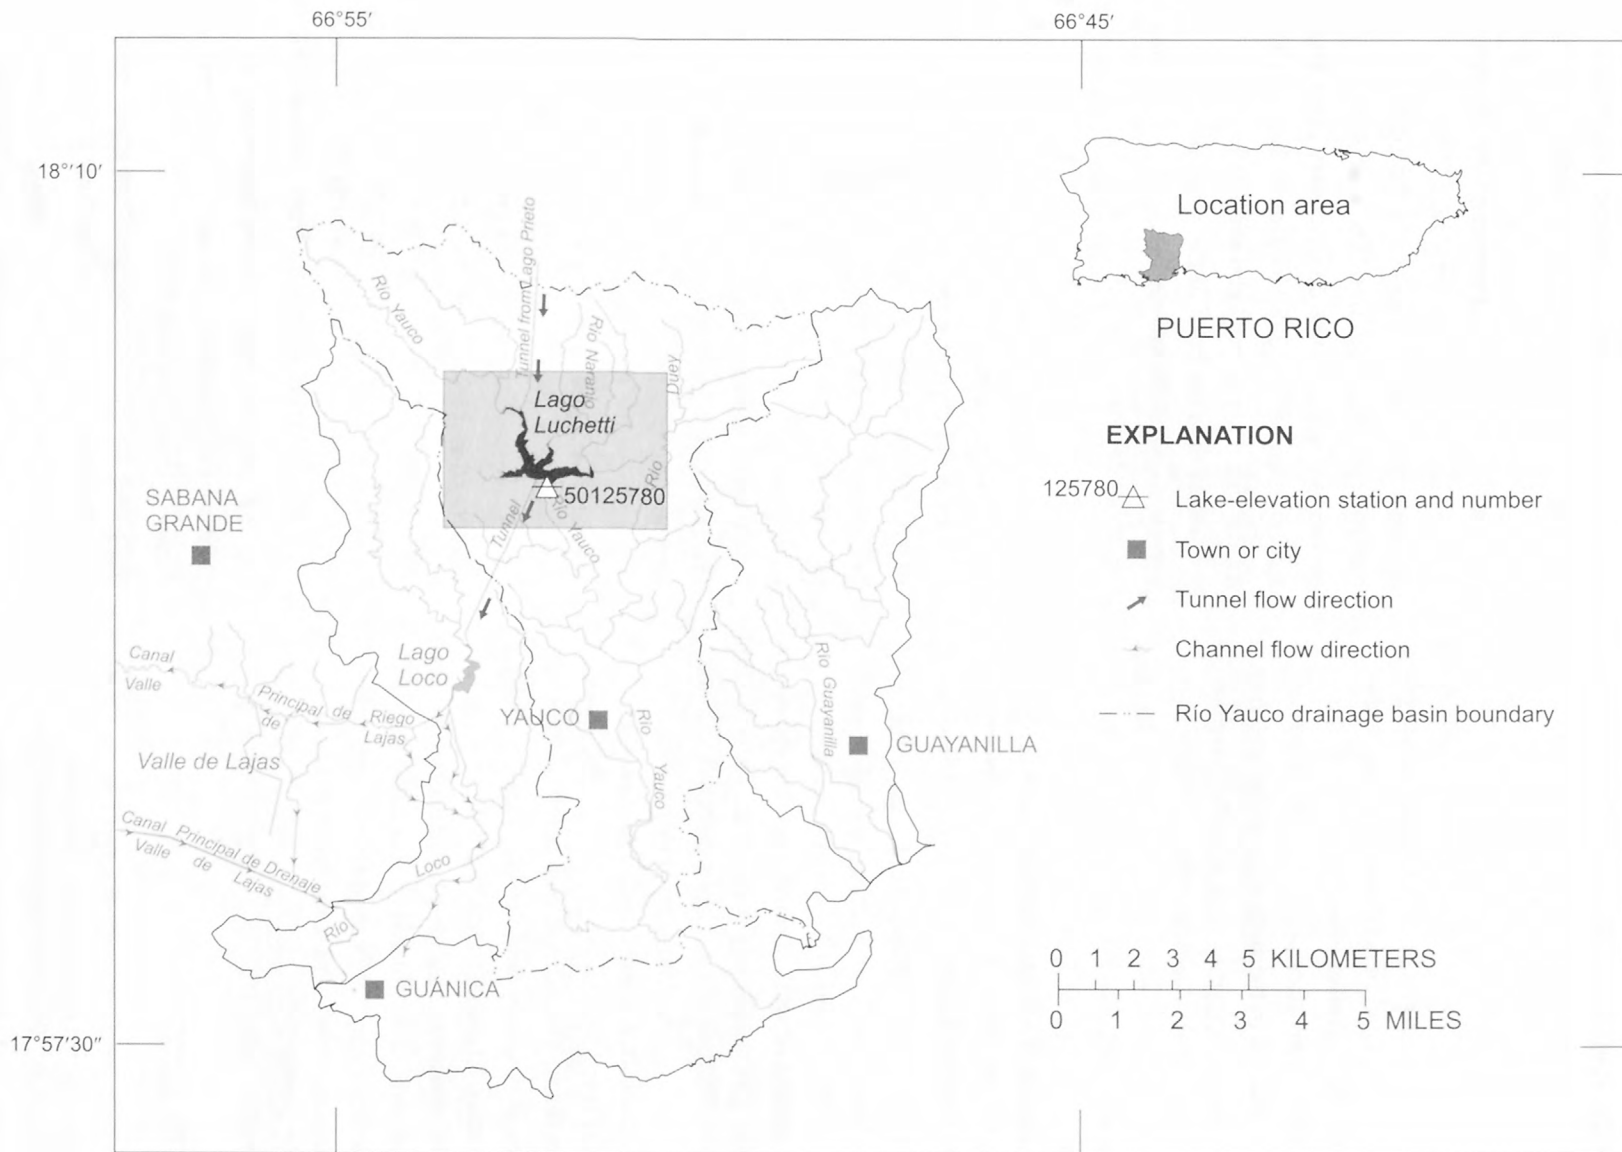 66°55′
66°45′
18°′10′
17°57′30″
Tunnel from Lago Prieto
Río Yauco
Río Naranjo
Duey
Río
Lago
Luchetti
50125780
Tunnel
Río Yauco
SABANA
GRANDE
Lago
Loco
Canal Principal de Riego
Valle de Lajas
YAUCO
Río
Yauco
Río Guayanilla
GUAYANILLA
Valle de Lajas
Canal Principal de Drenaje
Valle de Lajas
Loco
Río
GUÁNICA
Location area
PUERTO RICO
EXPLANATION
125780 Lake-elevation station and number
Town or city
Tunnel flow direction
Channel flow direction
Río Yauco drainage basin boundary
0 1 2 3 4 5 KILOMETERS
0 1 2 3 4 5 MILES